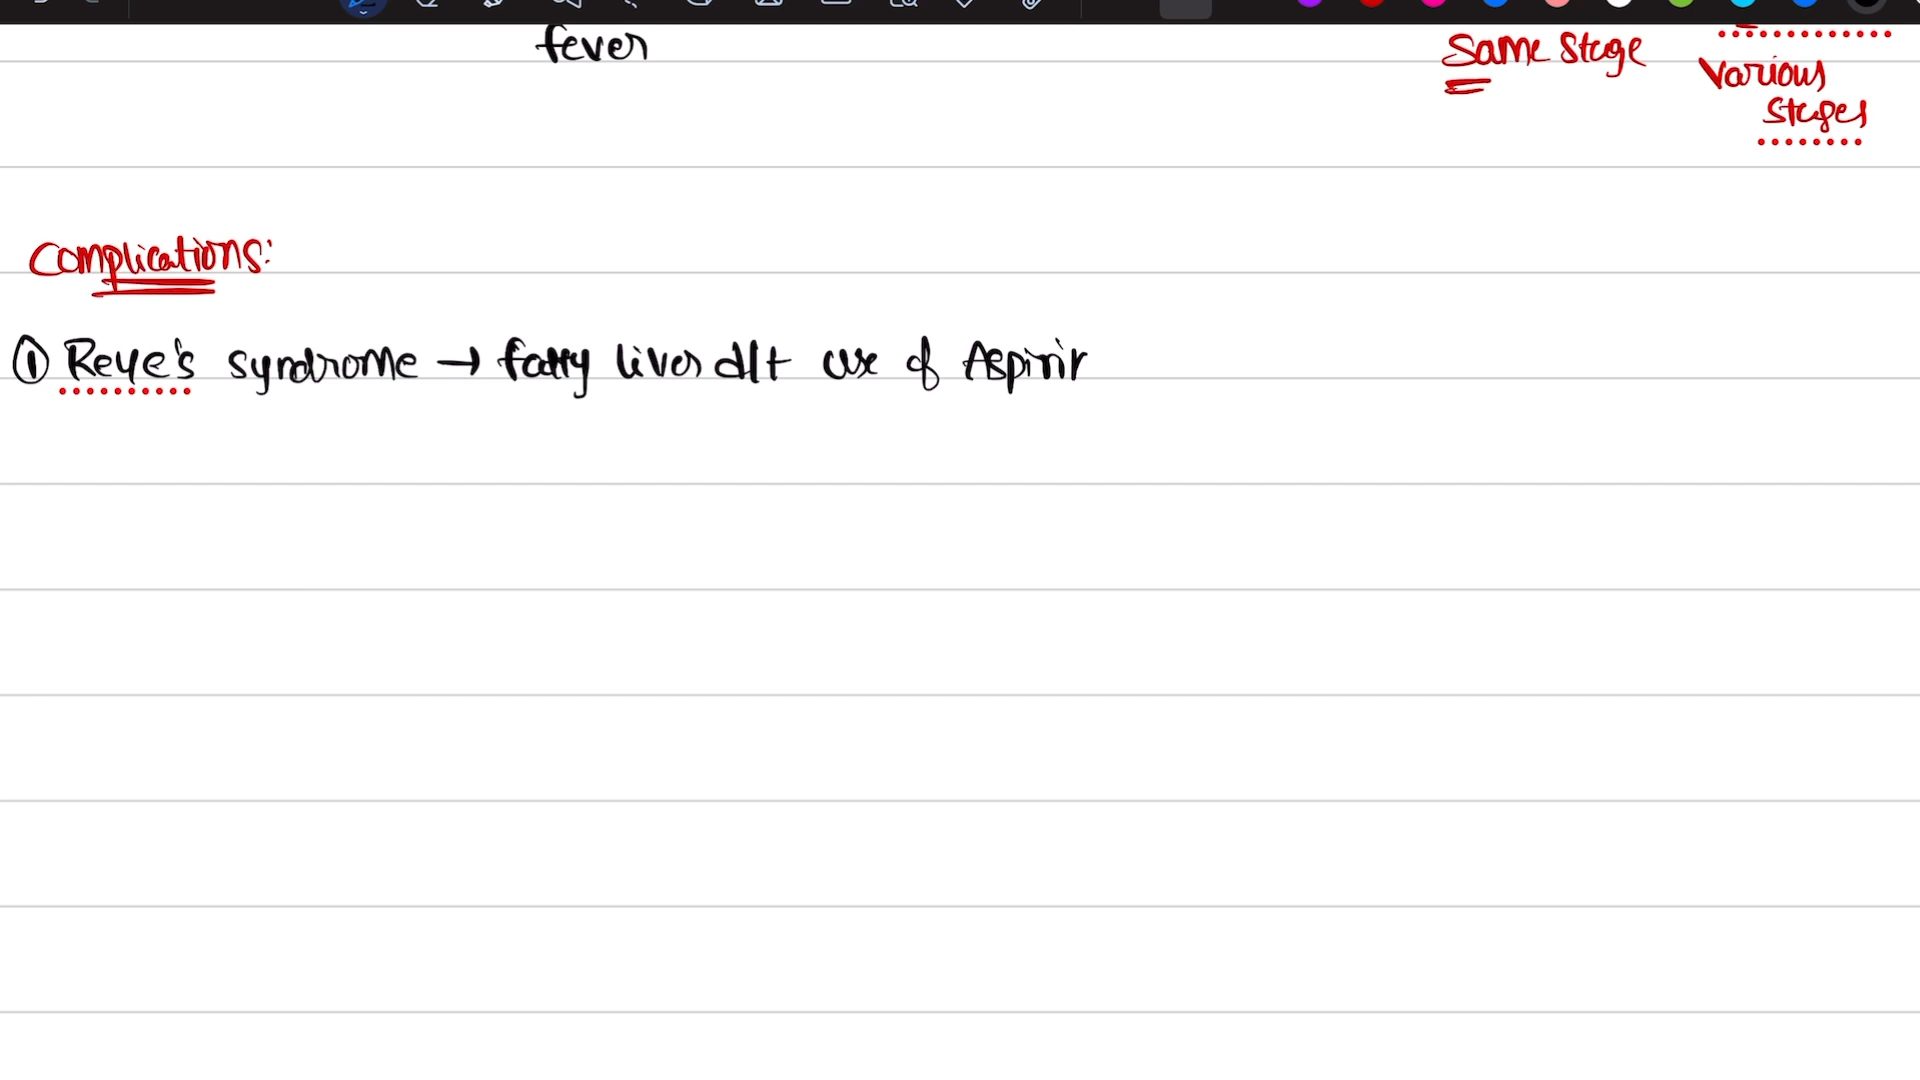 fever
Same Stage
Various
Stages
Complications:
① Reye's syndrome → fatty liver d/t use of Aspirin